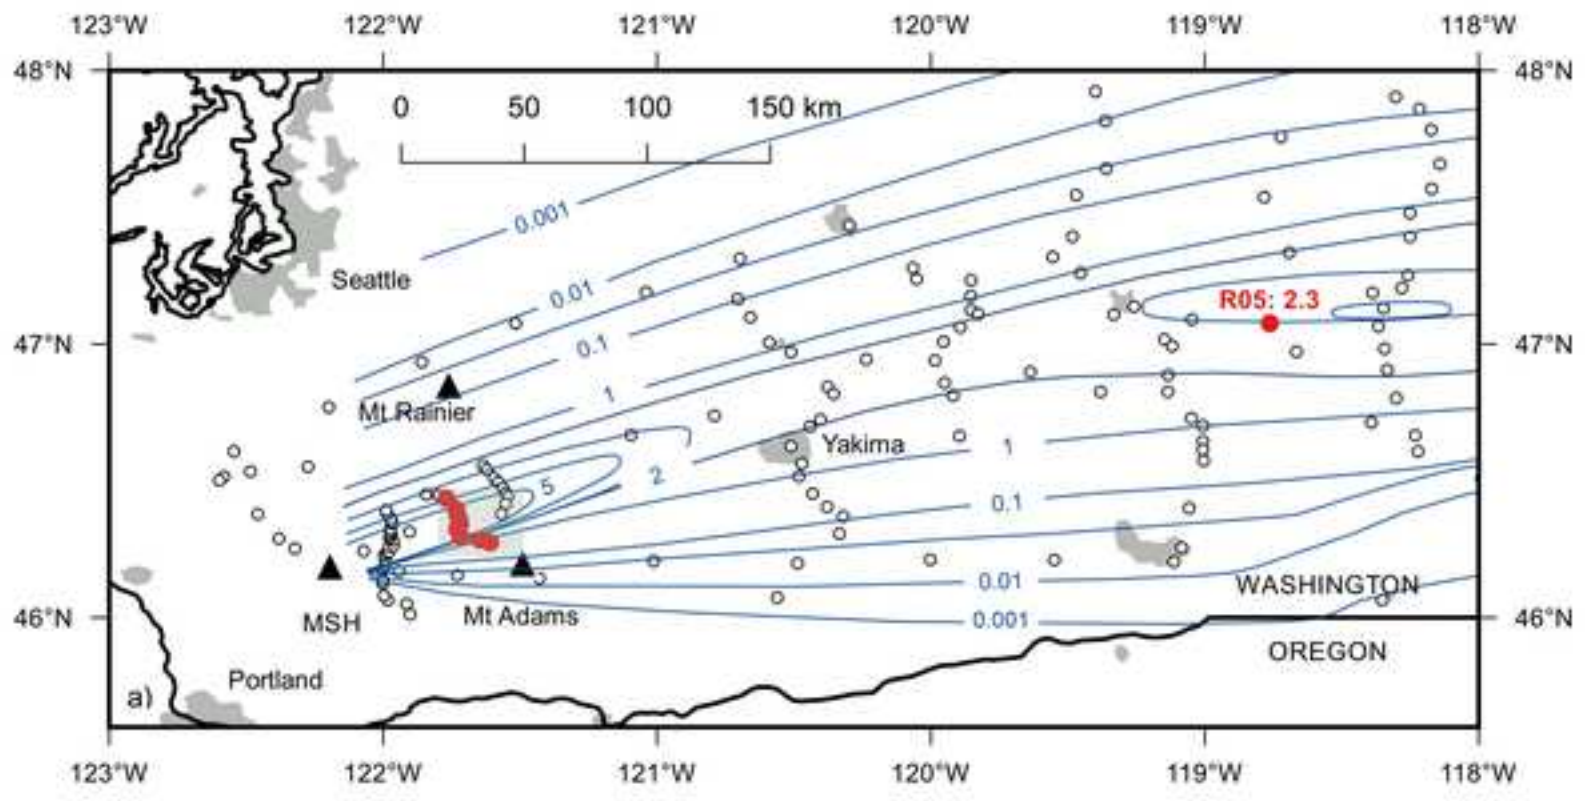 123°W 122°W 121°W 120°W 119°W 118°W
48°N 48°N
0 50 100 150 km
0.001
Seattle
0.01
R05: 2.3
47°N 0.1 47°N
1
Mt Rainier
Yakima 1
2
5
0.1
0.01
WASHINGTON
46°N MSH Mt Adams 0.001 46°N
OREGON
Portland
a)
123°W 122°W 121°W 120°W 119°W 118°W